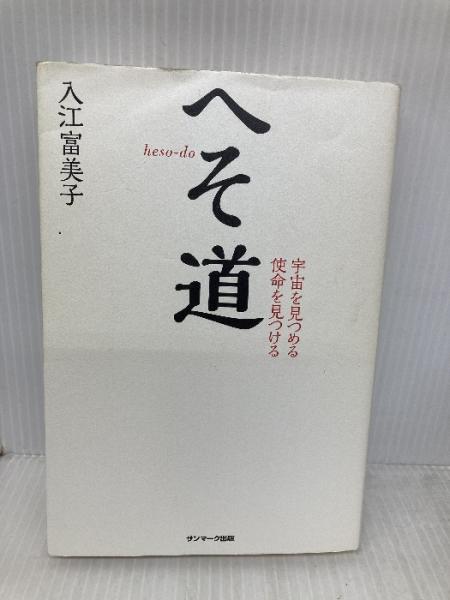 へそ道
heso-do
宇宙を見つめる
使命を見つける
入江富美子
サンマーク出版